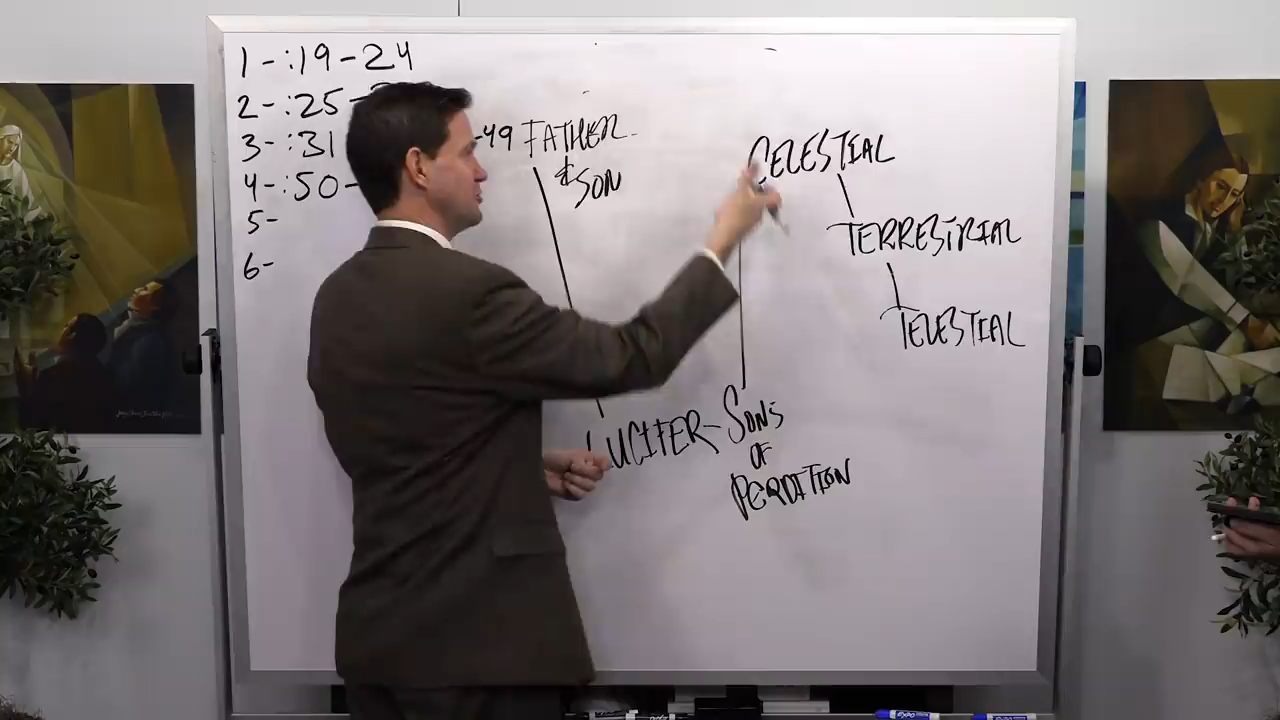 1-:19-24
2-:25-
3-:31
4-:50-
5-
6-
-49 FATHER
& SON
LUCIFER- SONS
OF
PERDITION
CELESTIAL
TERRESTRIAL
TELESTIAL